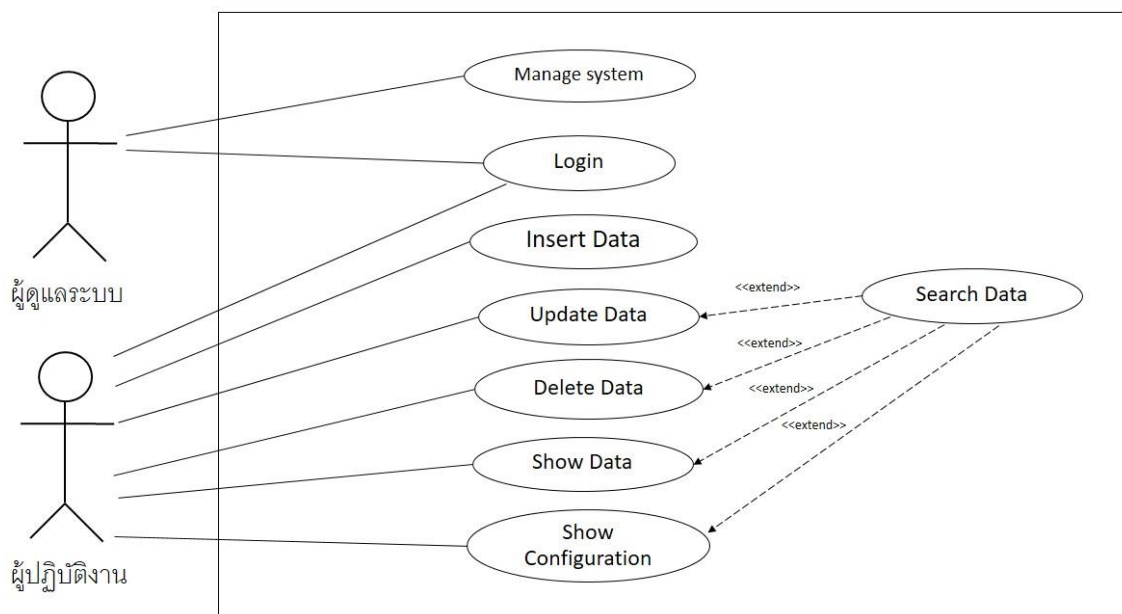 Manage system
Login
Insert Data
ผู้ดูแลระบบ
<<extend>>
Search Data
Update Data
<<extend>>
Delete Data
<<extend>>
<<extend>>
Show Data
Show
Configuration
ผู้ปฏิบัติงาน